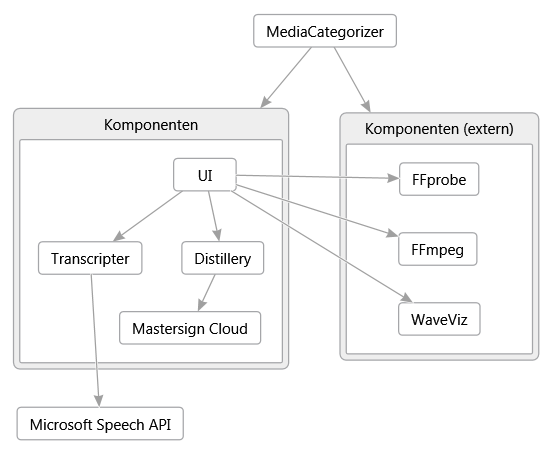 MediaCategorizer
Komponenten
Komponenten (extern)
UI
FFprobe
Transcripter
Distillery
FFmpeg
Mastersign Cloud
WaveViz
Microsoft Speech API